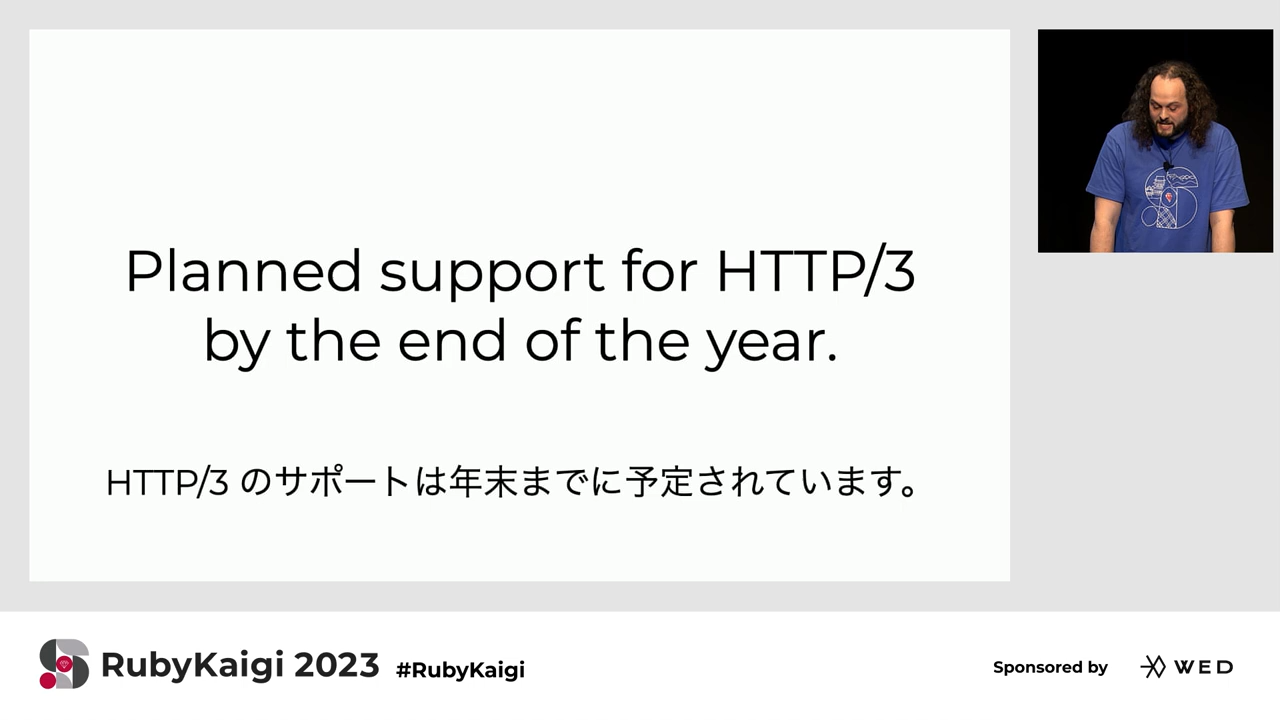 Planned support for HTTP/3
by the end of the year.
HTTP/3 のサポートは年末までに予定されています。
RubyKaigi 2023 #RubyKaigi
Sponsored by WED